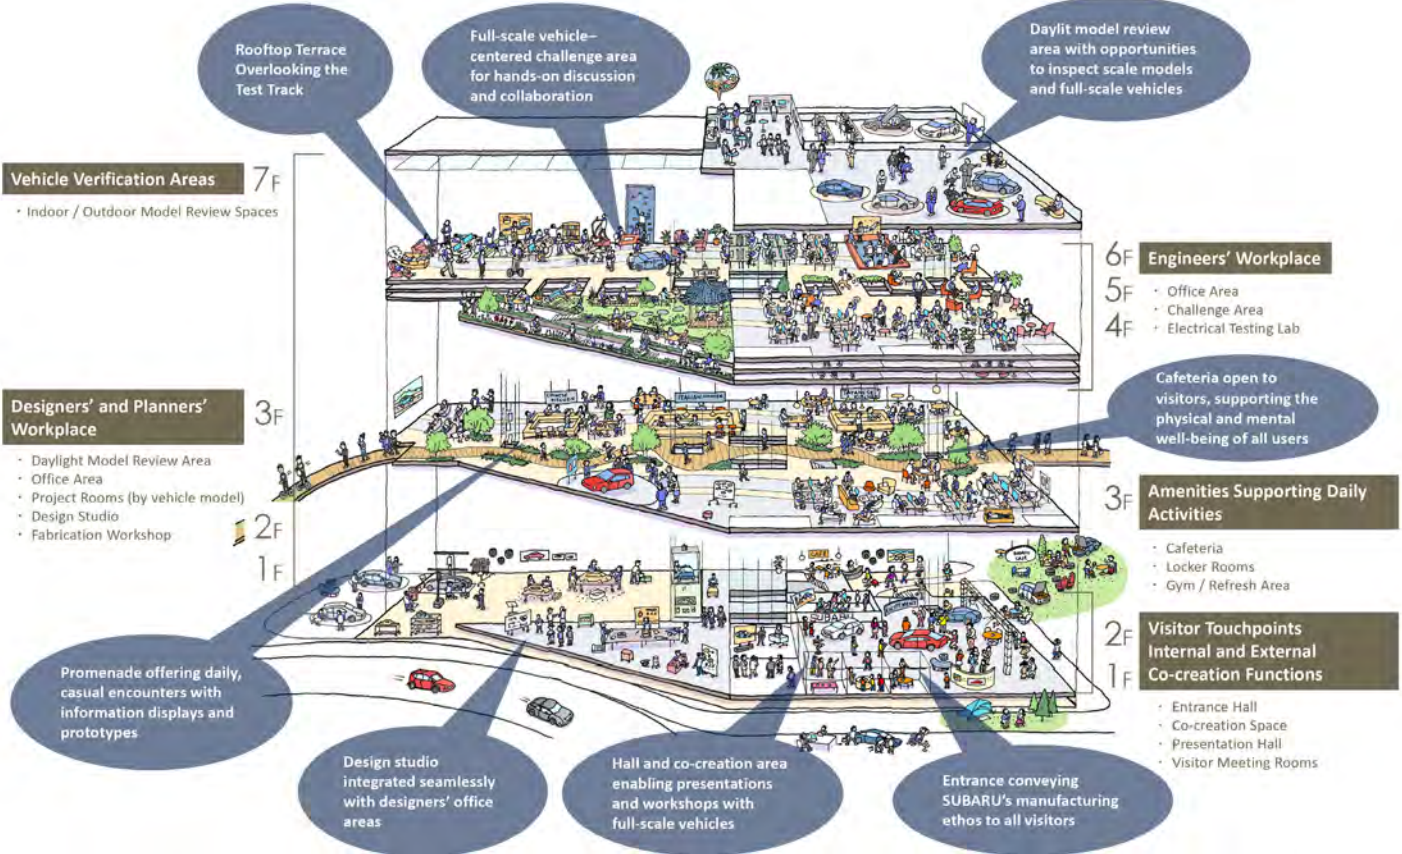 Rooftop Terrace
Overlooking the
Test Track
Full-scale vehicle–
centered challenge area
for hands-on discussion
and collaboration
Daylit model review
area with opportunities
to inspect scale models
and full-scale vehicles
Vehicle Verification Areas
7F
· Indoor / Outdoor Model Review Spaces
6F
5F
4F
Engineers' Workplace
· Office Area
· Challenge Area
· Electrical Testing Lab
Cafeteria open to
visitors, supporting the
physical and mental
well-being of all users
Designers' and Planners'
Workplace
3F
· Daylight Model Review Area
· Office Area
· Project Rooms (by vehicle model)
· Design Studio
· Fabrication Workshop
2F
1F
3F
Amenities Supporting Daily
Activities
· Cafeteria
· Locker Rooms
· Gym / Refresh Area
CAFE
SUBARU
2F
1F
Visitor Touchpoints
Internal and External
Co-creation Functions
· Entrance Hall
· Co-creation Space
· Presentation Hall
· Visitor Meeting Rooms
Promenade offering daily,
casual encounters with
information displays and
prototypes
Design studio
integrated seamlessly
with designers' office
areas
Hall and co-creation area
enabling presentations
and workshops with
full-scale vehicles
Entrance conveying
SUBARU's manufacturing
ethos to all visitors